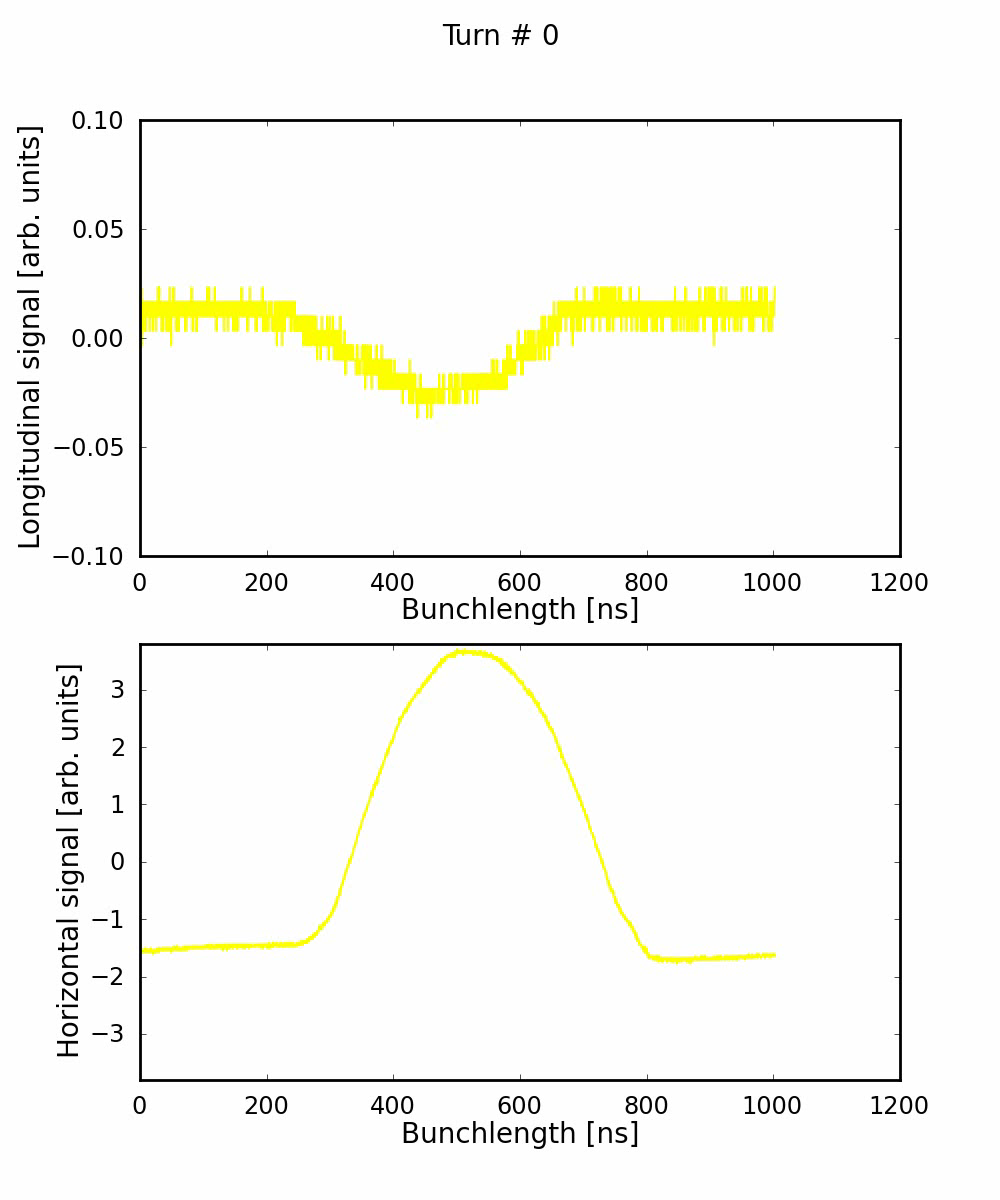 Turn # 0
Longitudinal signal [arb. units]
0.10
0.05
0.00
−0.05
−0.10
0 200 400 600 800 1000 1200
Bunchlength [ns]
Horizontal signal [arb. units]
3
2
1
0
−1
−2
−3
0 200 400 600 800 1000 1200
Bunchlength [ns]